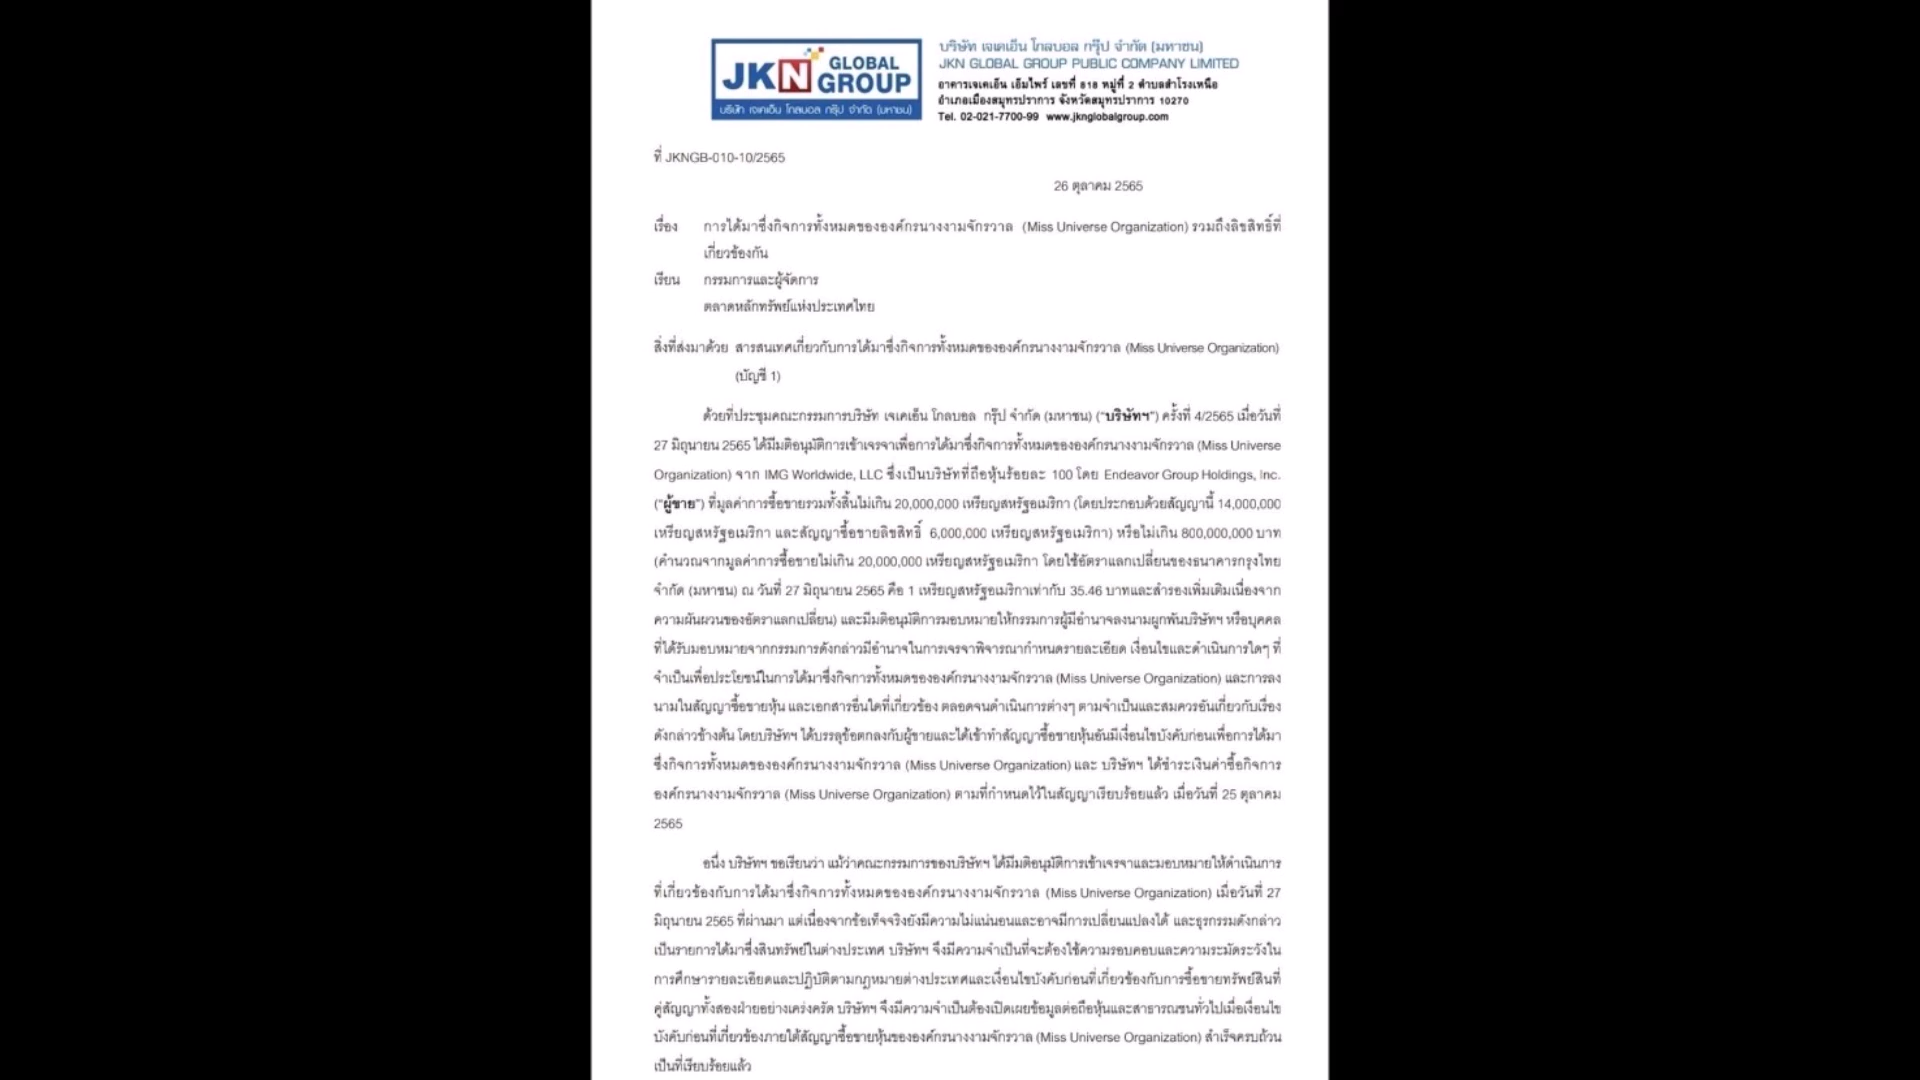 JKN GLOBAL GROUP
บริษัท เจเคเอ็น โกลบอล กรุ๊ป จำกัด (มหาชน)
บริษัท เจเคเอ็น โกลบอล กรุ๊ป จำกัด (มหาชน)
JKN GLOBAL GROUP PUBLIC COMPANY LIMITED
อาคารเจเคเอ็น เอ็มไพร์ เลขที่ 818 หมู่ที่ 2 ตำบลสำโรงเหนือ
อำเภอเมืองสมุทรปราการ จังหวัดสมุทรปราการ 10270
Tel. 02-021-7700-99 www.jknglobalgroup.com
ที่ JKNGB-010-10/2565
26 ตุลาคม 2565
เรื่อง การได้มาซึ่งกิจการทั้งหมดขององค์กรนางงามจักรวาล (Miss Universe Organization) รวมถึงลิขสิทธิ์ที่
เกี่ยวข้องกัน
เรียน กรรมการและผู้จัดการ
ตลาดหลักทรัพย์แห่งประเทศไทย
สิ่งที่ส่งมาด้วย สารสนเทศเกี่ยวกับการได้มาซึ่งกิจการทั้งหมดขององค์กรนางงามจักรวาล (Miss Universe Organization)
(บัญชี 1)
ด้วยที่ประชุมคณะกรรมการบริษัท เจเคเอ็น โกลบอล กรุ๊ป จำกัด (มหาชน) ("บริษัทฯ") ครั้งที่ 4/2565 เมื่อวันที่
27 มิถุนายน 2565 ได้มีมติอนุมัติการเข้าเจรจาเพื่อการได้มาซึ่งกิจการทั้งหมดขององค์กรนางงามจักรวาล (Miss Universe
Organization) จาก IMG Worldwide, LLC ซึ่งเป็นบริษัทที่ถือหุ้นร้อยละ 100 โดย Endeavor Group Holdings, Inc.
("ผู้ขาย") ที่มูลค่าการซื้อขายรวมทั้งสิ้นไม่เกิน 20,000,000 เหรียญสหรัฐอเมริกา (โดยประกอบด้วยสัญญานี้ 14,000,000
เหรียญสหรัฐอเมริกา และสัญญาซื้อขายลิขสิทธิ์ 6,000,000 เหรียญสหรัฐอเมริกา) หรือไม่เกิน 800,000,000 บาท
(คำนวณจากมูลค่าการซื้อขายไม่เกิน 20,000,000 เหรียญสหรัฐอเมริกา โดยใช้อัตราแลกเปลี่ยนของธนาคารกรุงไทย
จำกัด (มหาชน) ณ วันที่ 27 มิถุนายน 2565 คือ 1 เหรียญสหรัฐอเมริกาเท่ากับ 35.46 บาทและสำรองเพิ่มเติมเนื่องจาก
ความผันผวนของอัตราแลกเปลี่ยน) และมีมติอนุมัติการมอบหมายให้กรรมการผู้มีอำนาจลงนามผูกพันบริษัทฯ หรือบุคคล
ที่ได้รับมอบหมายจากกรรมการดังกล่าวมีอำนาจในการเจรจาพิจารณากำหนดรายละเอียด เงื่อนไขและดำเนินการใดๆ ที่
จำเป็นเพื่อประโยชน์ในการได้มาซึ่งกิจการทั้งหมดขององค์กรนางงามจักรวาล (Miss Universe Organization) และการลง
นามในสัญญาซื้อขายหุ้น และเอกสารอื่นใดที่เกี่ยวข้อง ตลอดจนดำเนินการต่างๆ ตามจำเป็นและสมควรอันเกี่ยวกับเรื่อง
ดังกล่าวข้างต้น โดยบริษัทฯ ได้บรรลุข้อตกลงกับผู้ขายและได้เข้าทำสัญญาซื้อขายหุ้นอันมีเงื่อนไขบังคับก่อนเพื่อการได้มา
ซึ่งกิจการทั้งหมดขององค์กรนางงามจักรวาล (Miss Universe Organization) และ บริษัทฯ ได้ชำระเงินค่าซื้อกิจการ
องค์กรนางงามจักรวาล (Miss Universe Organization) ตามที่กำหนดไว้ในสัญญาเรียบร้อยแล้ว เมื่อวันที่ 25 ตุลาคม
2565
อนึ่ง บริษัทฯ ขอเรียนว่า แม้ว่าคณะกรรมการของบริษัทฯ ได้มีมติอนุมัติการเข้าเจรจาและมอบหมายให้ดำเนินการ
ที่เกี่ยวข้องกับการได้มาซึ่งกิจการทั้งหมดขององค์กรนางงามจักรวาล (Miss Universe Organization) เมื่อวันที่ 27
มิถุนายน 2565 ที่ผ่านมา แต่เนื่องจากข้อเท็จจริงยังมีความไม่แน่นอนและอาจมีการเปลี่ยนแปลงได้ และธุรกรรมดังกล่าว
เป็นรายการได้มาซึ่งสินทรัพย์ในต่างประเทศ บริษัทฯ จึงมีความจำเป็นที่จะต้องใช้ความรอบคอบและความระมัดระวังใน
การศึกษารายละเอียดและปฏิบัติตามกฎหมายต่างประเทศและเงื่อนไขบังคับก่อนที่เกี่ยวข้องกับการซื้อขายทรัพย์สินที่
คู่สัญญาทั้งสองฝ่ายอย่างเคร่งครัด บริษัทฯ จึงมีความจำเป็นต้องเปิดเผยข้อมูลต่อถือหุ้นและสาธารณชนทั่วไปเมื่อเงื่อนไข
บังคับก่อนที่เกี่ยวข้องภายใต้สัญญาซื้อขายหุ้นขององค์กรนางงามจักรวาล (Miss Universe Organization) สำเร็จครบถ้วน
เป็นที่เรียบร้อยแล้ว